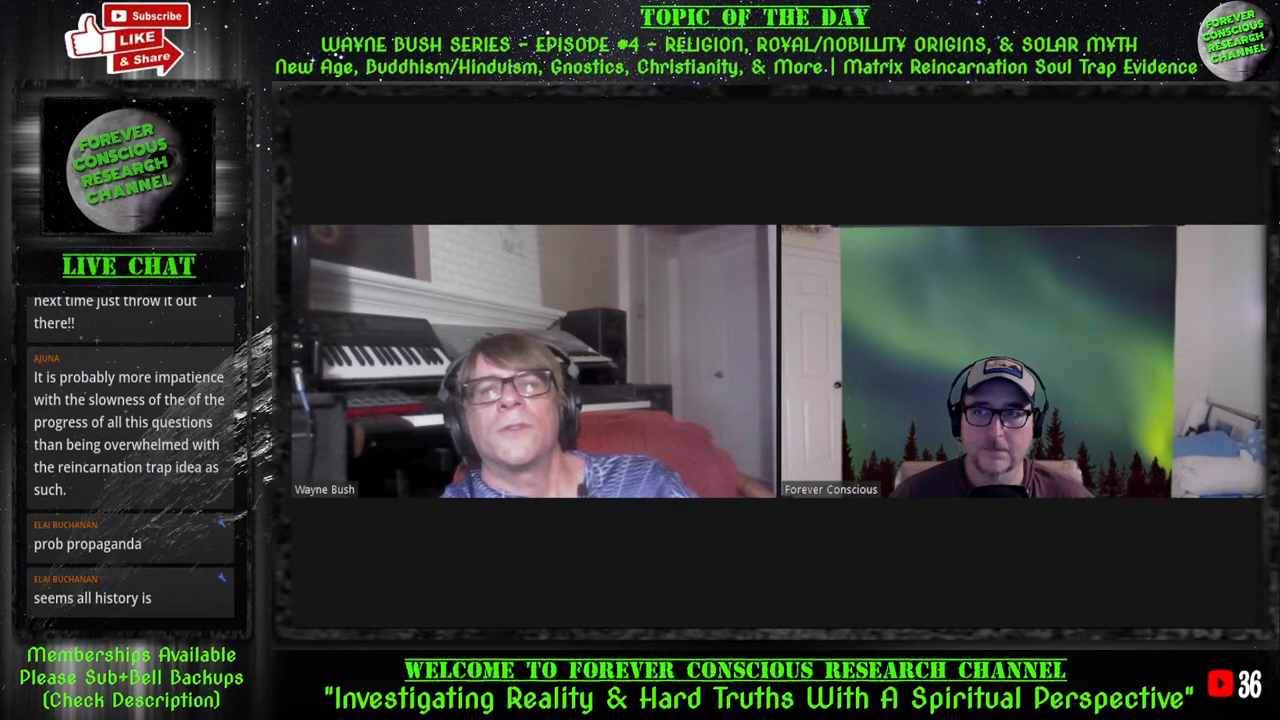 Subscribe
LIKE
& Share
TOPIC OF THE DAY
WAYNE BUSH SERIES - EPISODE #4 - RELIGION, ROYAL/NOBILLITY ORIGINS, & SOLAR MYTH
New Age, Buddhism/Hinduism, Gnostics, Christianity, & More | Matrix Reincarnation Soul Trap Evidence
FOREVER
CONSCIOUS
RESEARCH
CHANNEL
FOREVER
CONSCIOUS
RESEARCH
CHANNEL
LIVE CHAT
next time just throw it out
there!!
AJUNA
It is probably more impatience
with the slowness of the of the
progress of all this questions
than being overwhelmed with
the reincarnation trap idea as
such.
ELAI BUCHANAN
prob propaganda
ELAI BUCHANAN
seems all history is
Wayne Bush
Forever Conscious
Memberships Available
Please Sub+Bell Backups
(Check Description)
WELCOME TO FOREVER CONSCIOUS RESEARCH CHANNEL
"Investigating Reality & Hard Truths With A Spiritual Perspective"
36